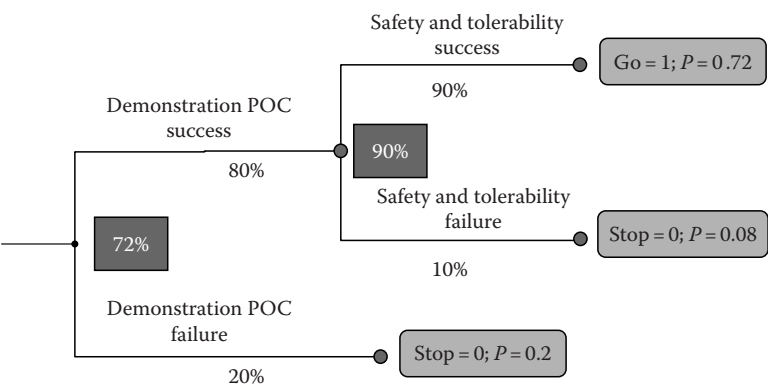 Safety and tolerability
success
90%
Go = 1; P = 0.72
Demonstration POC
success
80%
90%
Safety and tolerability
failure
10%
Stop = 0; P = 0.08
72%
Demonstration POC
failure
20%
Stop = 0; P = 0.2